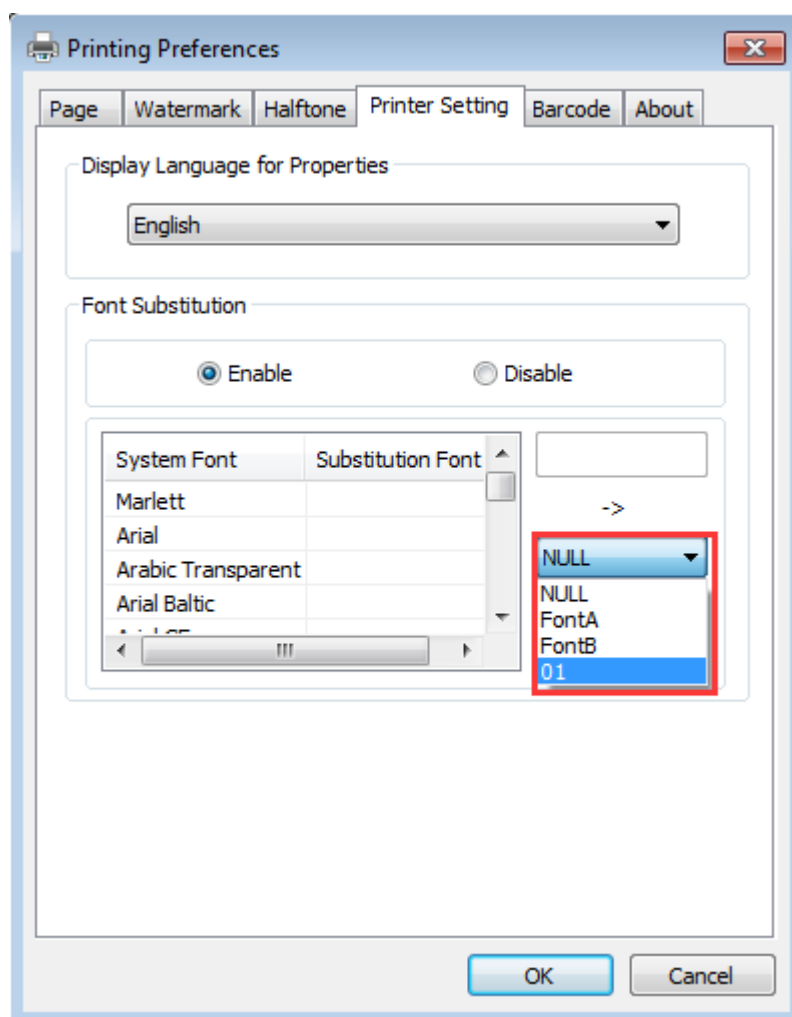 Printing Preferences
Page Watermark Halftone Printer Setting Barcode About
Display Language for Properties
English
Font Substitution
Enable Disable
System Font Substitution Font
Marlett
->
Arial
NULL
Arabic Transparent
NULL
Arial Baltic
FontA
FontB
01
OK Cancel